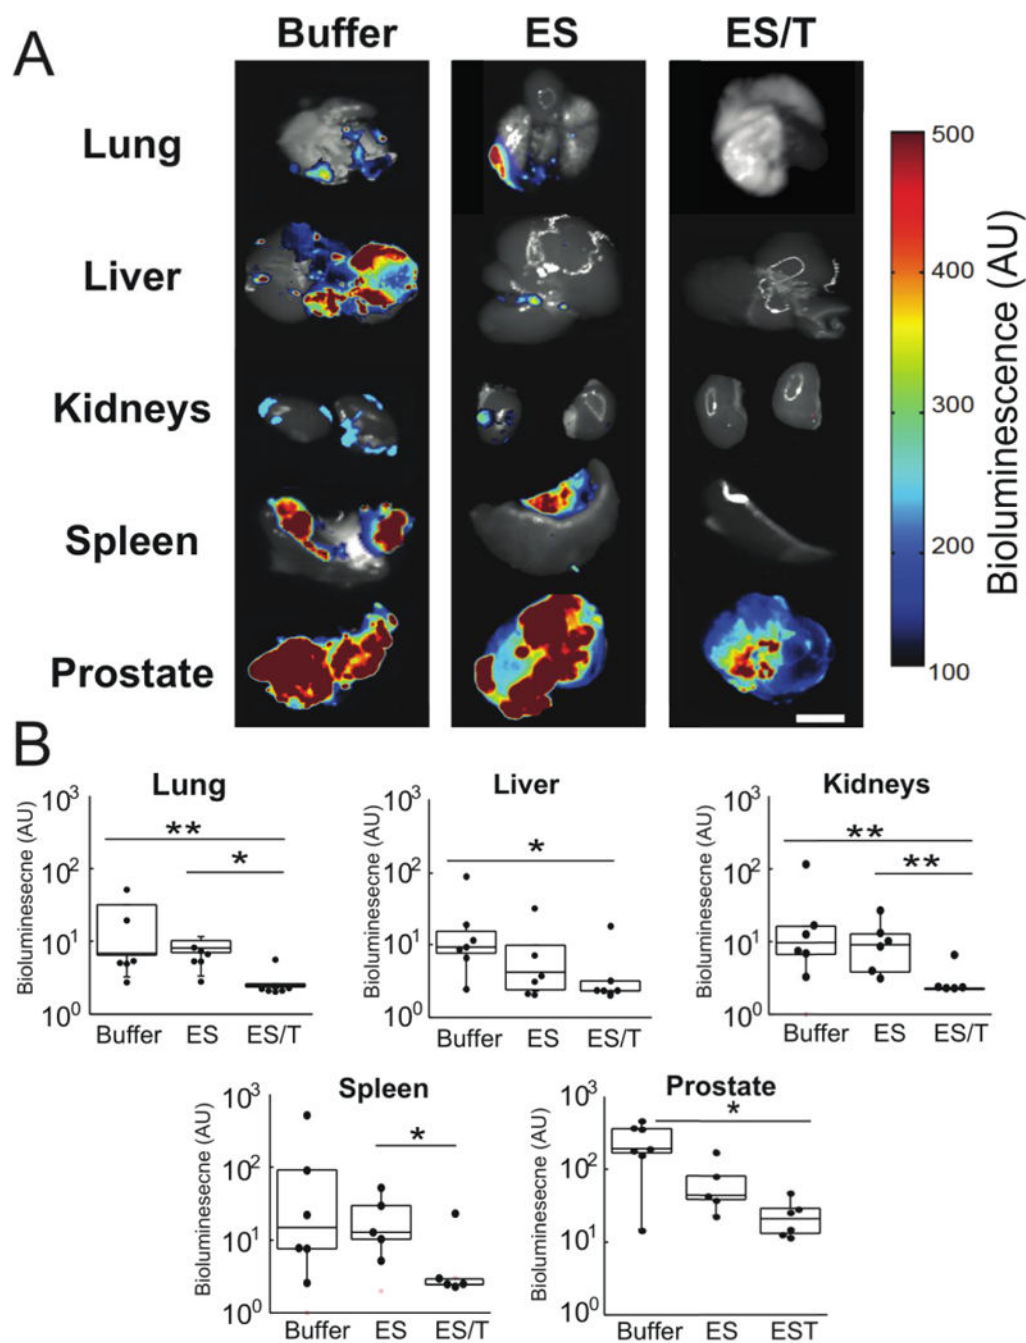 A
Buffer ES ES/T
Lung
Liver
Kidneys
Spleen
Prostate
500
400
300
200
100
Bioluminescence (AU)
B
Lung
Bioluminesecne (AU)
10³
10²
10¹
10⁰
**
*
Buffer ES ES/T
Liver
Bioluminesecne (AU)
10³
10²
10¹
10⁰
*
Buffer ES ES/T
Kidneys
Bioluminesecne (AU)
10³
10²
10¹
10⁰
**
**
Buffer ES ES/T
Spleen
Bioluminesecne (AU)
10³
10²
10¹
10⁰
*
Buffer ES ES/T
Prostate
Bioluminesecne (AU)
10³
10²
10¹
10⁰
*
Buffer ES EST